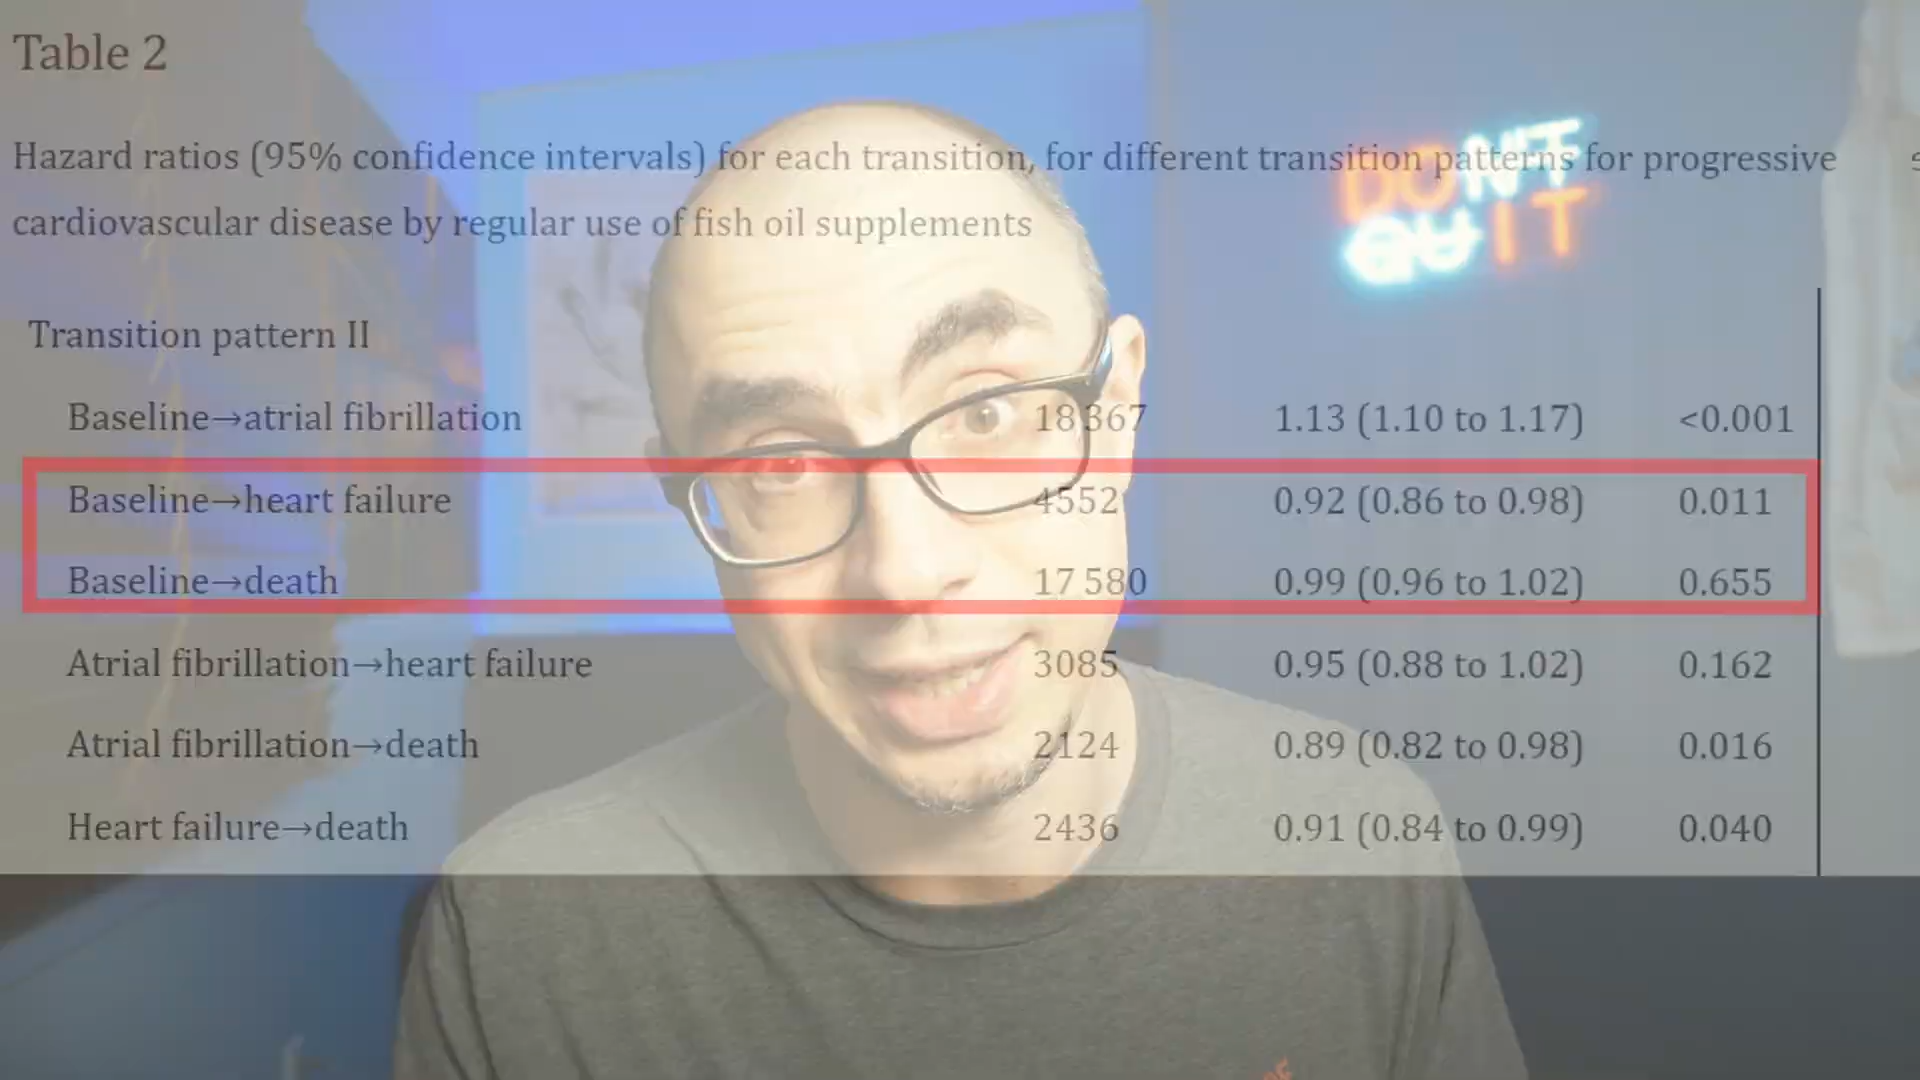 Table 2
Hazard ratios (95% confidence intervals) for each transition, for different transition patterns for progressive
cardiovascular disease by regular use of fish oil supplements
DON'T
QUIT
Transition pattern II
Baseline→atrial fibrillation 18 367 1.13 (1.10 to 1.17) <0.001
Baseline→heart failure 4552 0.92 (0.86 to 0.98) 0.011
Baseline→death 17 580 0.99 (0.96 to 1.02) 0.655
Atrial fibrillation→heart failure 3085 0.95 (0.88 to 1.02) 0.162
Atrial fibrillation→death 2124 0.89 (0.82 to 0.98) 0.016
Heart failure→death 2436 0.91 (0.84 to 0.99) 0.040